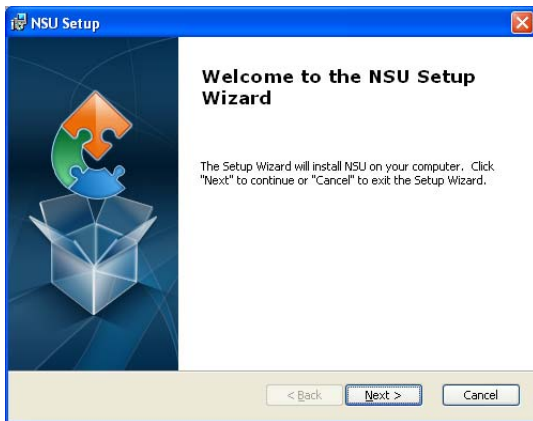 NSU Setup
Welcome to the NSU Setup
Wizard
The Setup Wizard will install NSU on your computer. Click
"Next" to continue or "Cancel" to exit the Setup Wizard.
< Back Next > Cancel